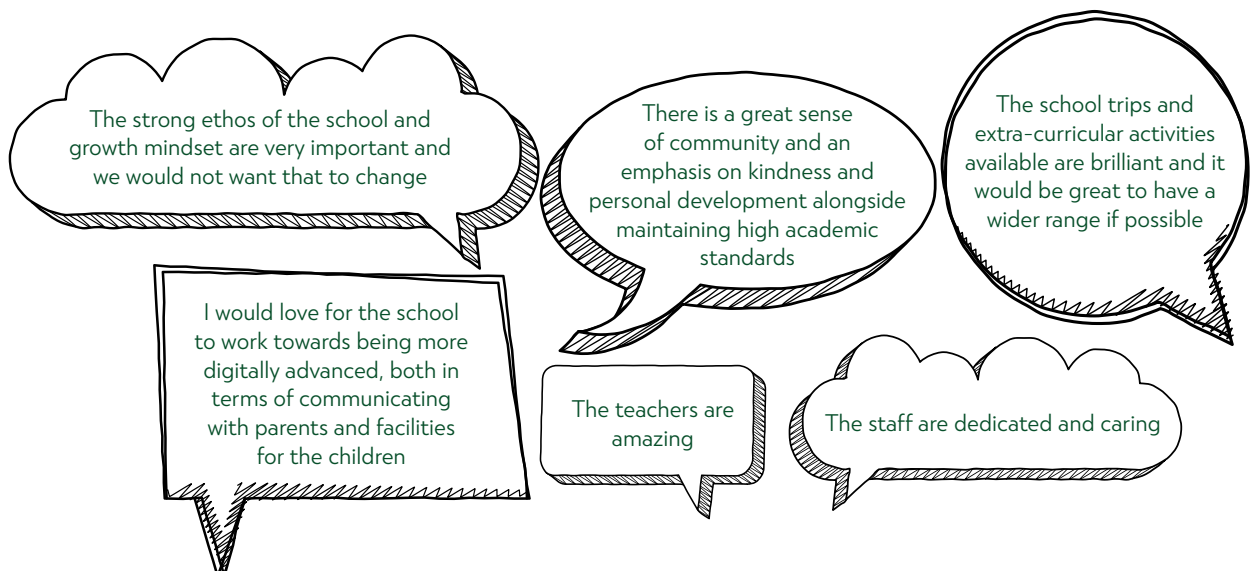 The strong ethos of the school and
growth mindset are very important and
we would not want that to change
There is a great sense
of community and an
emphasis on kindness and
personal development alongside
maintaining high academic
standards
The school trips and
extra-curricular activities
available are brilliant and it
would be great to have a
wider range if possible
I would love for the school
to work towards being more
digitally advanced, both in
terms of communicating
with parents and facilities
for the children
The teachers are
amazing
The staff are dedicated and caring